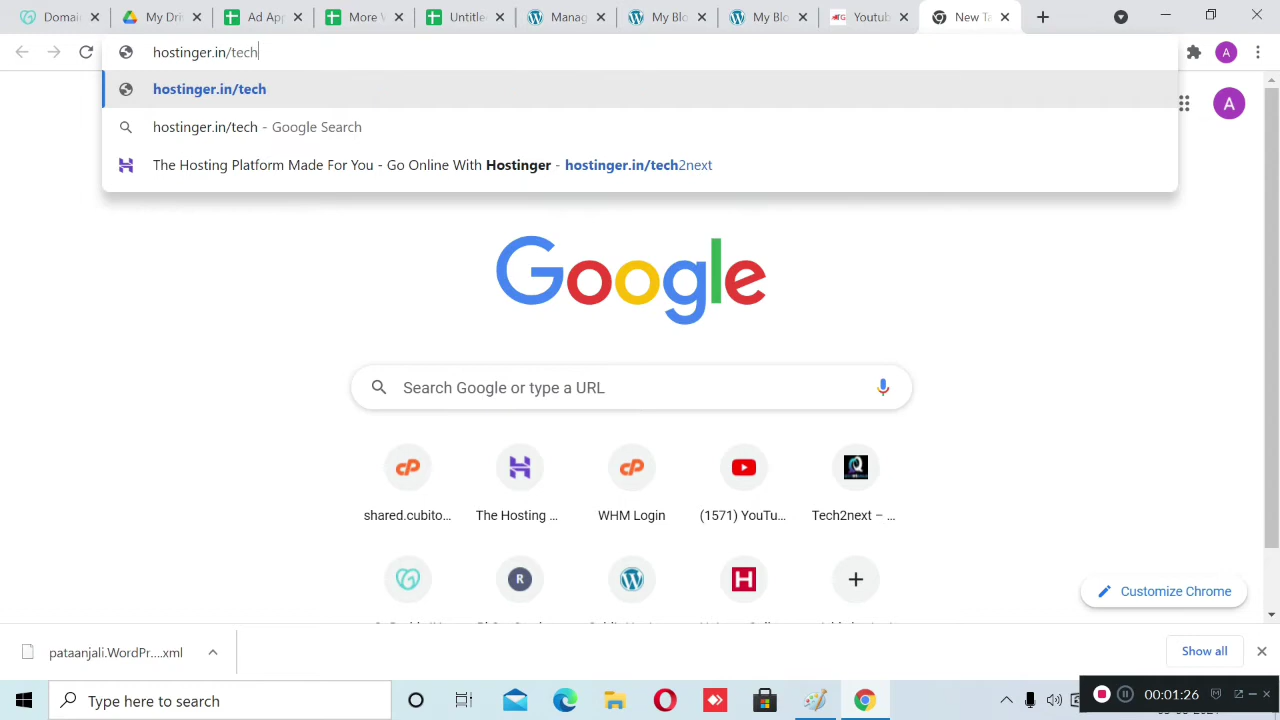 Domai
My Driv
Ad App
More V
Untitle
Manag
My Blo
My Blo
Youtub
New Ta
hostinger.in/tech
A
hostinger.in/tech
hostinger.in/tech - Google Search
The Hosting Platform Made For You - Go Online With Hostinger - hostinger.in/tech2next
A
Google
Search Google or type a URL
shared.cubito...
The Hosting ...
WHM Login
(1571) YouTu...
Tech2next – ...
R
H
Customize Chrome
pataanjali.WordPr....xml
Show all
Type here to search
00:01:26